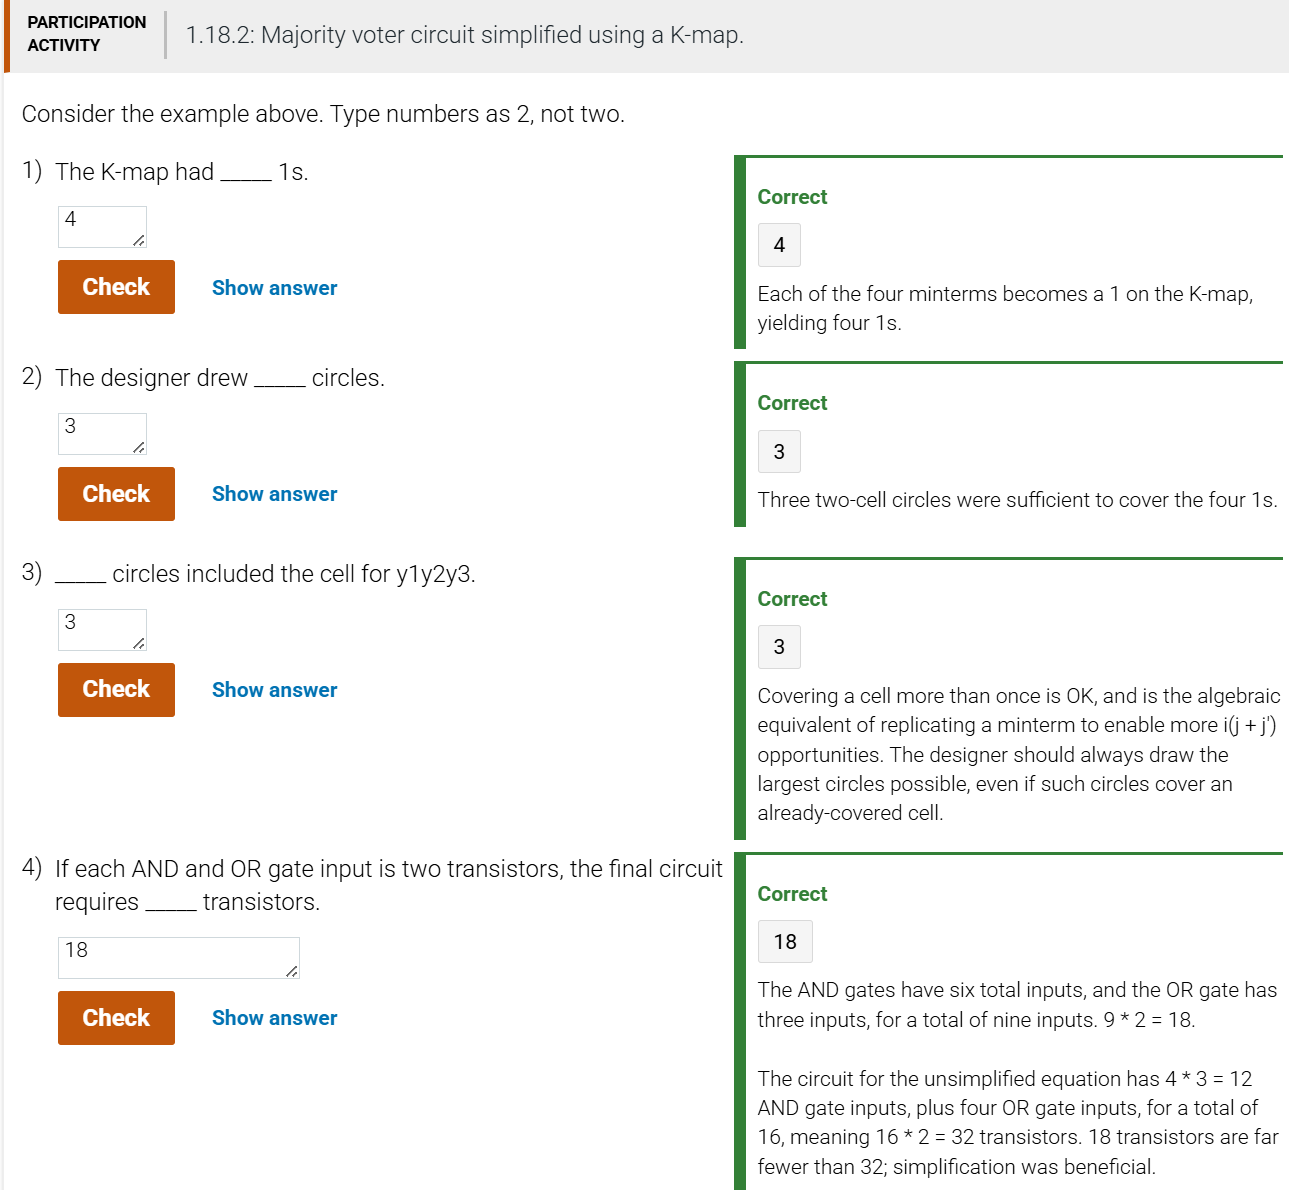 PARTICIPATION
ACTIVITY
1.18.2: Majority voter circuit simplified using a K-map.
Consider the example above. Type numbers as 2, not two.
1) The K-map had _____ 1s.
4
Check
Show answer
Correct
4
Each of the four minterms becomes a 1 on the K-map,
yielding four 1s.
2) The designer drew _____ circles.
3
Check
Show answer
Correct
3
Three two-cell circles were sufficient to cover the four 1s.
3) _____ circles included the cell for y1y2y3.
3
Check
Show answer
Correct
3
Covering a cell more than once is OK, and is the algebraic
equivalent of replicating a minterm to enable more i(j + j')
opportunities. The designer should always draw the
largest circles possible, even if such circles cover an
already-covered cell.
4) If each AND and OR gate input is two transistors, the final circuit
requires _____ transistors.
18
Check
Show answer
Correct
18
The AND gates have six total inputs, and the OR gate has
three inputs, for a total of nine inputs. 9 * 2 = 18.
The circuit for the unsimplified equation has 4 * 3 = 12
AND gate inputs, plus four OR gate inputs, for a total of
16, meaning 16 * 2 = 32 transistors. 18 transistors are far
fewer than 32; simplification was beneficial.